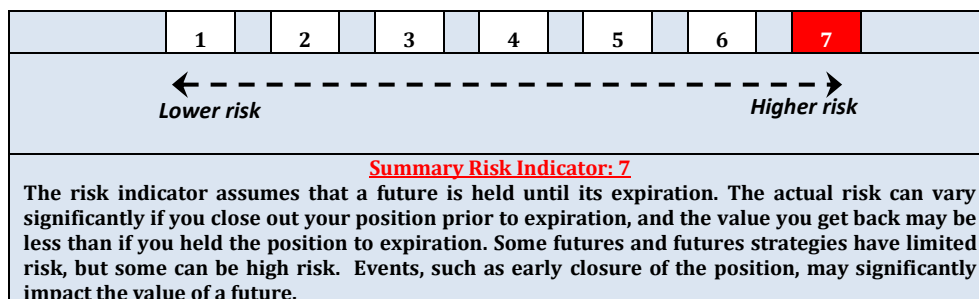 1 2 3 4 5 6 7
Lower risk Higher risk
Summary Risk Indicator: 7
The risk indicator assumes that a future is held until its expiration. The actual risk can vary
significantly if you close out your position prior to expiration, and the value you get back may be
less than if you held the position to expiration. Some futures and futures strategies have limited
risk, but some can be high risk. Events, such as early closure of the position, may significantly
impact the value of a future.